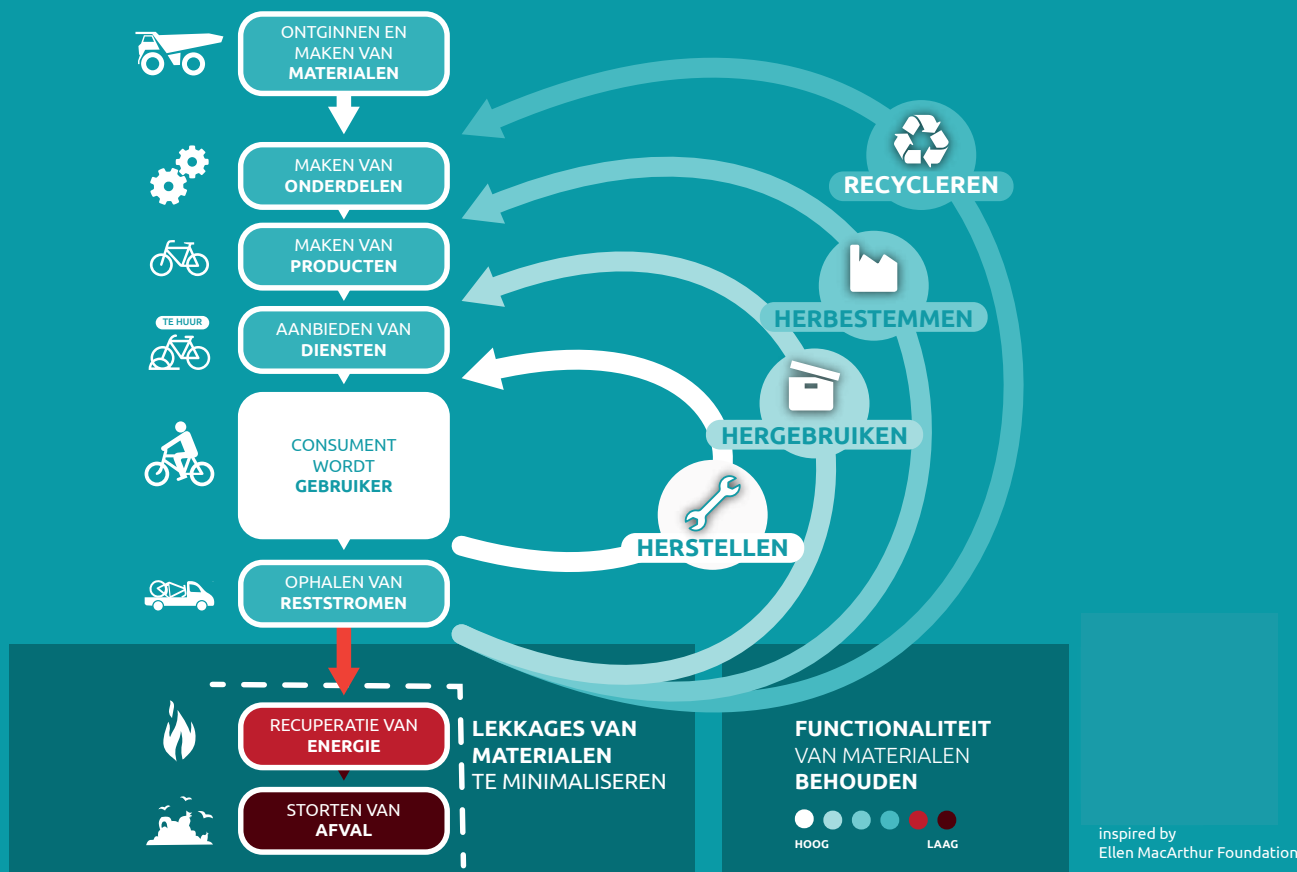 ONTGINNEN EN
MAKEN VAN
MATERIALEN
MAKEN VAN
ONDERDELEN
MAKEN VAN
PRODUCTEN
TE HUUR
AANBIEDEN VAN
DIENSTEN
CONSUMENT
WORDT
GEBRUIKER
OPHALEN VAN
RESTSTROMEN
RECUPERATIE VAN
ENERGIE
STORTEN VAN
AFVAL
RECYCLEREN
HERBESTEMMEN
HERGEBRUIKEN
HERSTELLEN
LEKKAGES VAN
MATERIALEN
TE MINIMALISEREN
FUNCTIONALITEIT
VAN MATERIALEN
BEHOUDEN
HOOG LAAG
inspired by
Ellen MacArthur Foundation